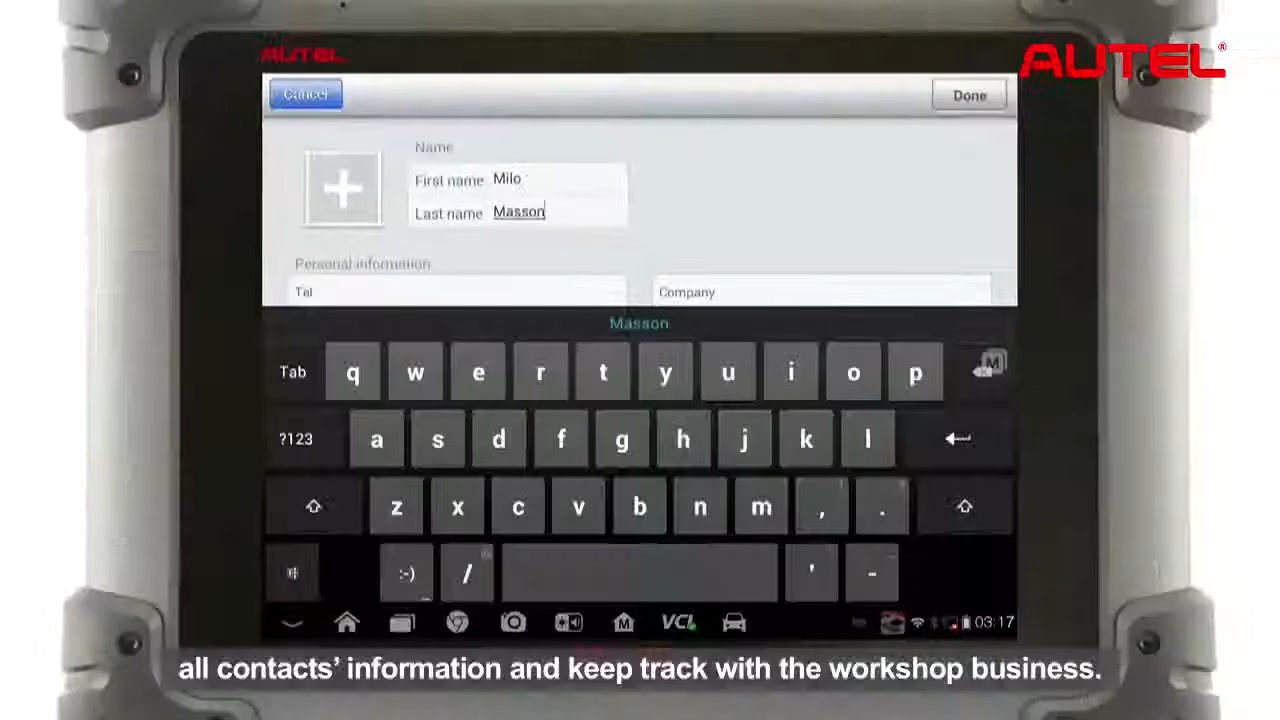 AUTEL
AUTEL®
Cancel
Done
Name
First name Milo
Last name Masson
Personal information
Tel
Company
Masson
Tab q w e r t y u i o p
?123 a s d f g h j k l
z x c v b n m , .
:-) / ' -
VCI
03:17
all contacts' information and keep track with the workshop business.